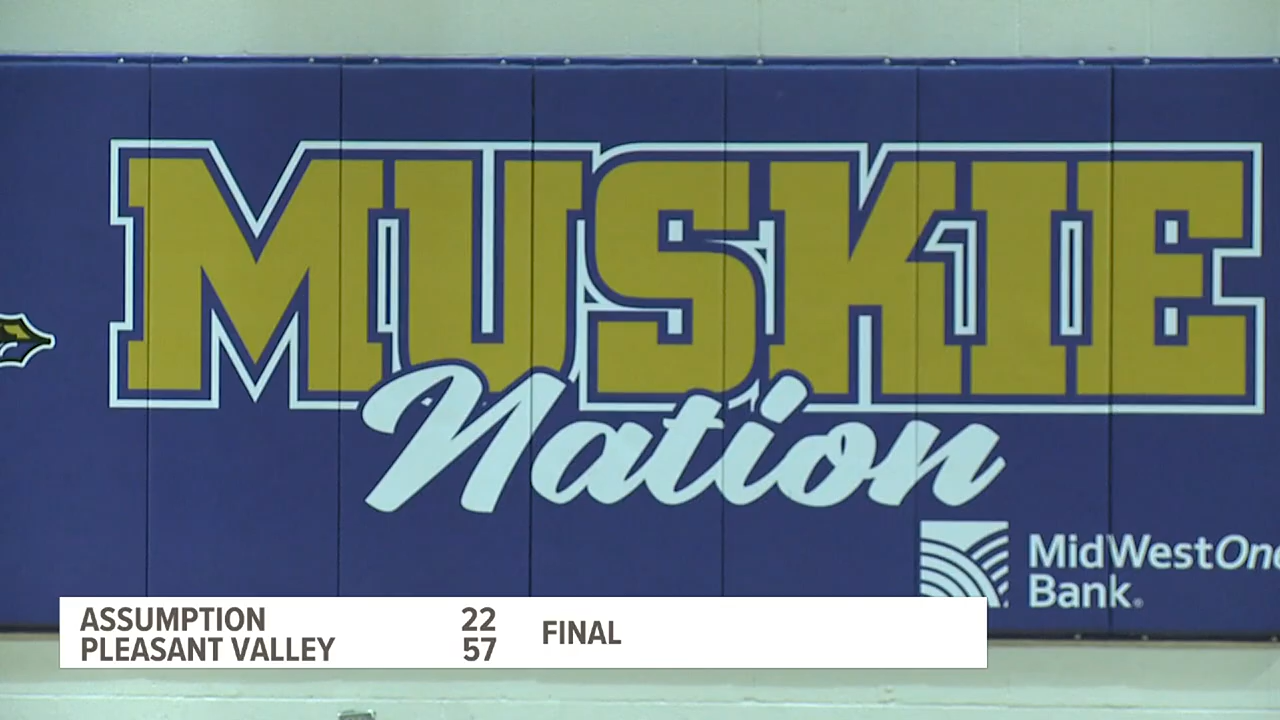 MUSKIE
Nation
MidWestOne
Bank®
ASSUMPTION 22
PLEASANT VALLEY 57
FINAL